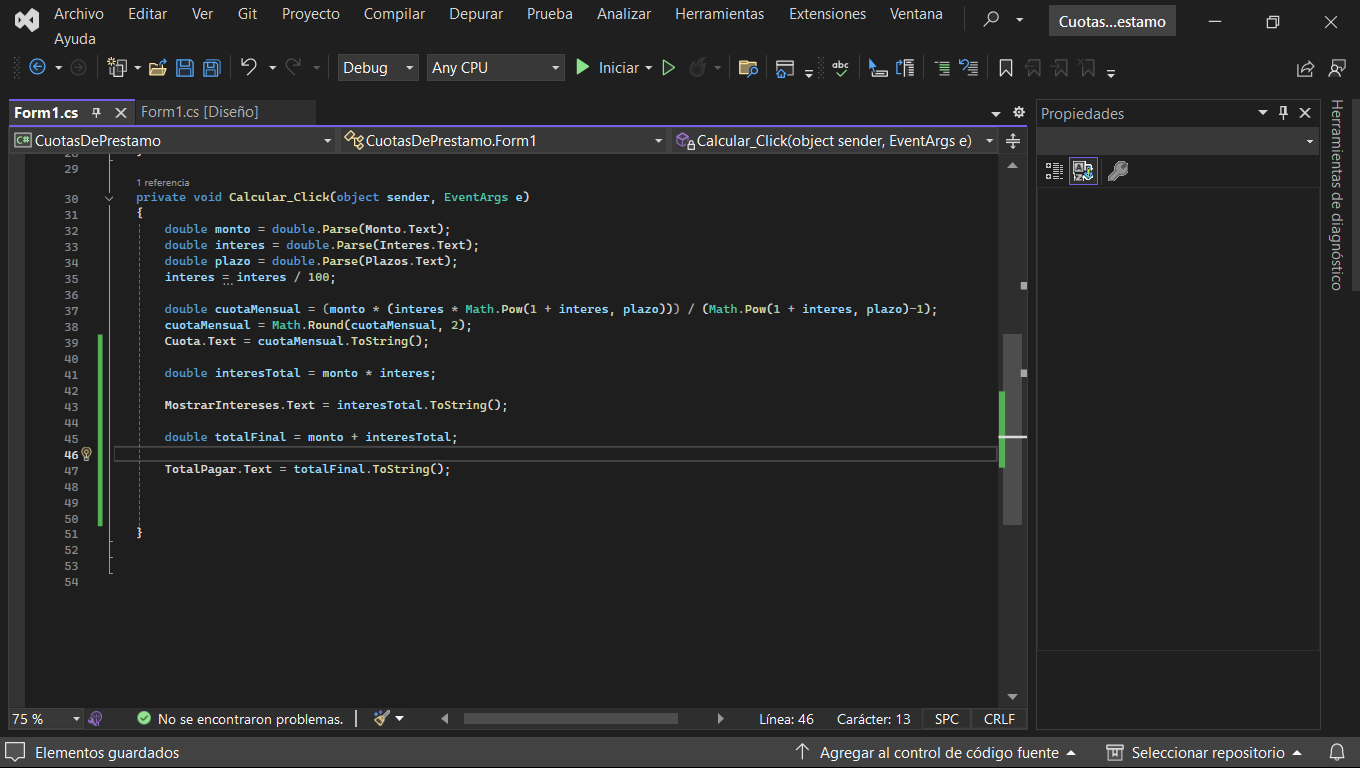 Archivo Editar Ver Git Proyecto Compilar Depurar Prueba Analizar Herramientas Extensiones Ventana
Ayuda
Cuotas...estamo
Debug Any CPU Iniciar
abc
Form1.cs Form1.cs [Diseño]
C# CuotasDePrestamo CuotasDePrestamo.Form1 Calcular_Click(object sender, EventArgs e)
29
1 referencia
30 private void Calcular_Click(object sender, EventArgs e)
31 {
32 double monto = double.Parse(Monto.Text);
33 double interes = double.Parse(Interes.Text);
34 double plazo = double.Parse(Plazos.Text);
35 interes = interes / 100;
36
37 double cuotaMensual = (monto * (interes * Math.Pow(1 + interes, plazo))) / (Math.Pow(1 + interes, plazo)-1);
38 cuotaMensual = Math.Round(cuotaMensual, 2);
39 Cuota.Text = cuotaMensual.ToString();
40
41 double interesTotal = monto * interes;
42
43 MostrarIntereses.Text = interesTotal.ToString();
44
45 double totalFinal = monto + interesTotal;
46
47 TotalPagar.Text = totalFinal.ToString();
48
49
50
51 }
52
53
54
75 % No se encontraron problemas. Línea: 46 Carácter: 13 SPC CRLF
Propiedades
Herramientas de diagnóstico
Elementos guardados Agregar al control de código fuente Seleccionar repositorio